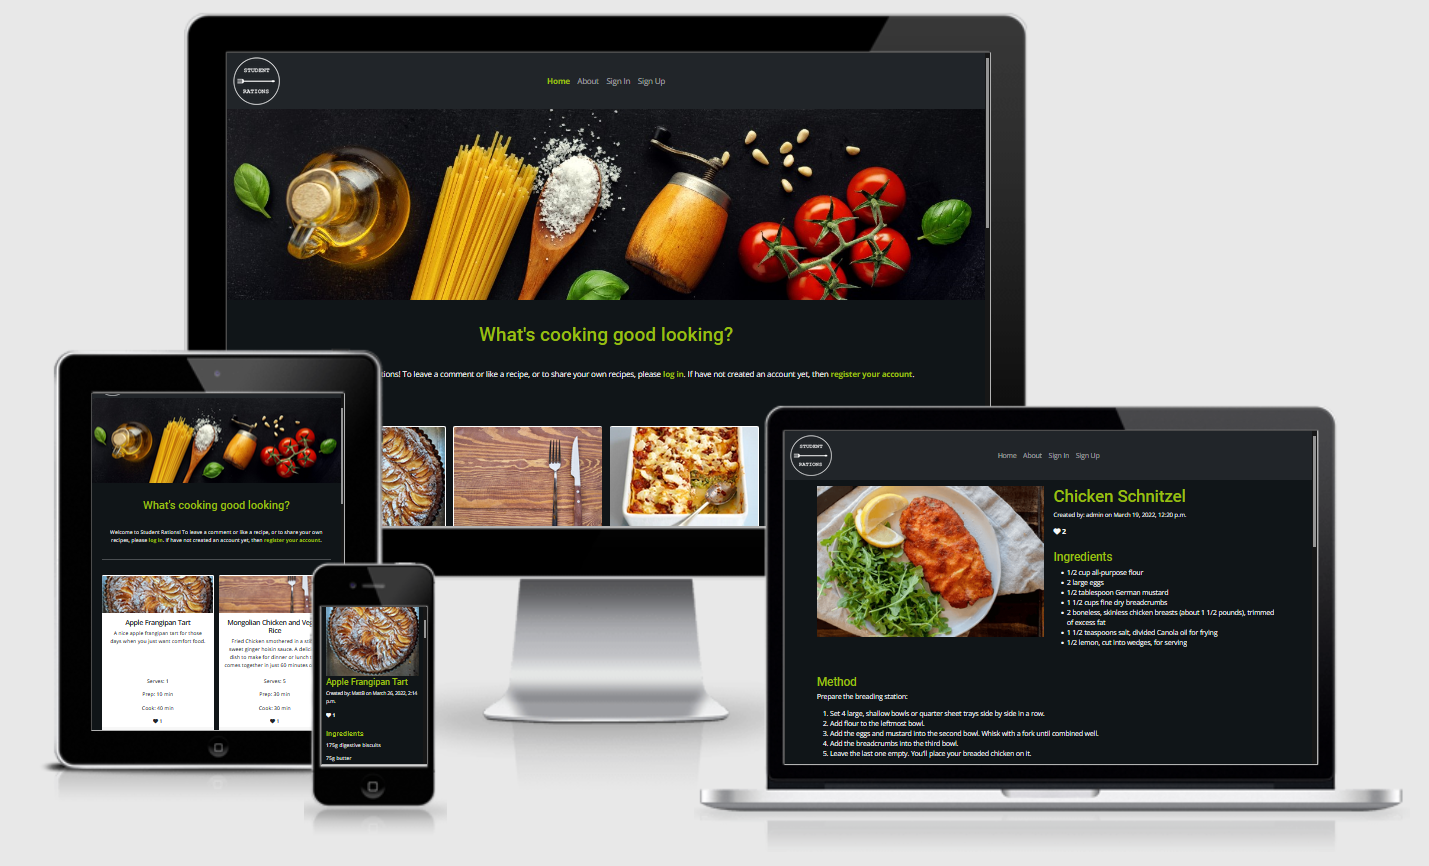 STUDENT
RATIONS
Home About Sign In Sign Up
What's cooking good looking?
tions! To leave a comment or like a recipe, or to share your own recipes, please log in. If have not created an account yet, then register your account.
What's cooking good looking?
Welcome to Student Rations! To leave a comment or like a recipe, or to share your own
recipes, please log in. If have not created an account yet, then register your account.
Apple Frangipan Tart
A nice apple frangipan tart for those
days when you just want comfort food.
Serves: 1
Prep: 10 min
Cook: 40 min
1
Mongolian Chicken and Veg
Rice
Fried Chicken smothered in a
sweet ginger hoisin sauce. A
dish to make for dinner or lunch
comes together in just 60 minutes
Serves: 5
Prep: 30 min
Cook: 30 min
1
Apple Frangipan Tart
Created by: MattB on March 26, 2022, 2:14
p.m.
1
Ingredients
175g digestive biscuits
75g butter
STUDENT
RATIONS
Home About Sign In Sign Up
Chicken Schnitzel
Created by: admin on March 19, 2022, 12:20 p.m.
2
Ingredients
• 1/2 cup all-purpose flour
• 2 large eggs
• 1/2 tablespoon German mustard
• 1 1/2 cups fine dry breadcrumbs
• 2 boneless, skinless chicken breasts (about 1 1/2 pounds), trimmed
of excess fat
• 1 1/2 teaspoons salt, divided Canola oil for frying
• 1/2 lemon, cut into wedges, for serving
Method
Prepare the breading station:
1. Set 4 large, shallow bowls or quarter sheet trays side by side in a row.
2. Add flour to the leftmost bowl.
3. Add the eggs and mustard into the second bowl. Whisk with a fork until combined well.
4. Add the breadcrumbs into the third bowl.
5. Leave the last one empty. You'll place your breaded chicken on it.